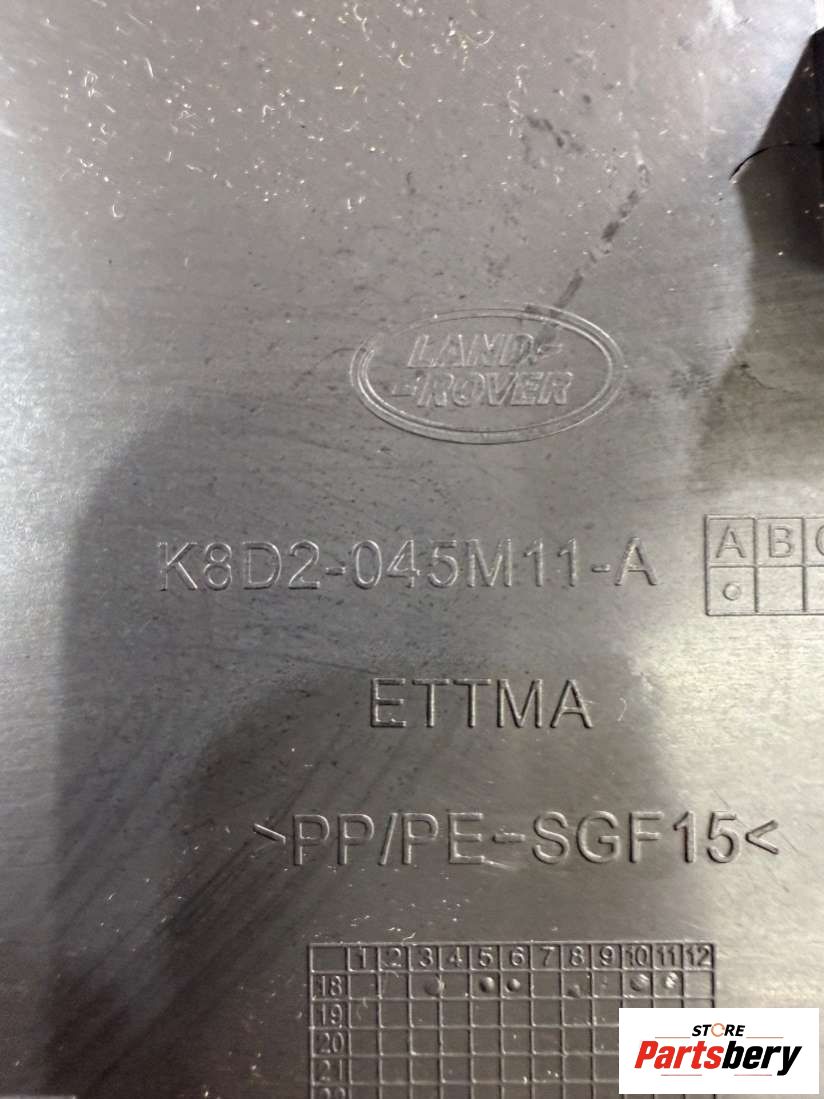 LAND-
-ROVER
K8D2-045M11-A
A B
ETTMA
>PP/PE-SGF15<
1 2 3 4 5 6 7 8 9 10 11 12
18
19
20
21
STORE
Partsbery